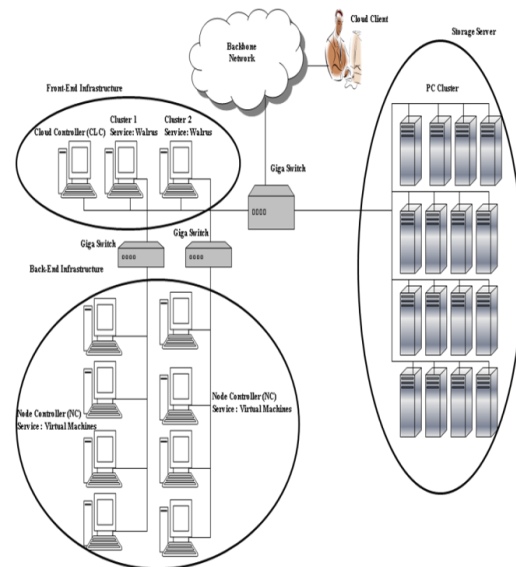 Storage Server
Cloud Client
Backbone
Network
PC Cluster
Front-End Infrastructure
Cluster 1
Service: Walrus
Cluster 2
Service: Walrus
Cloud Controller (CLC)
Giga Switch
Giga Switch
Giga Switch
Back-End Infrastructure
Node Controller (NC)
Service : Virtual Machines
Node Controller (NC)
Service : Virtual Machines